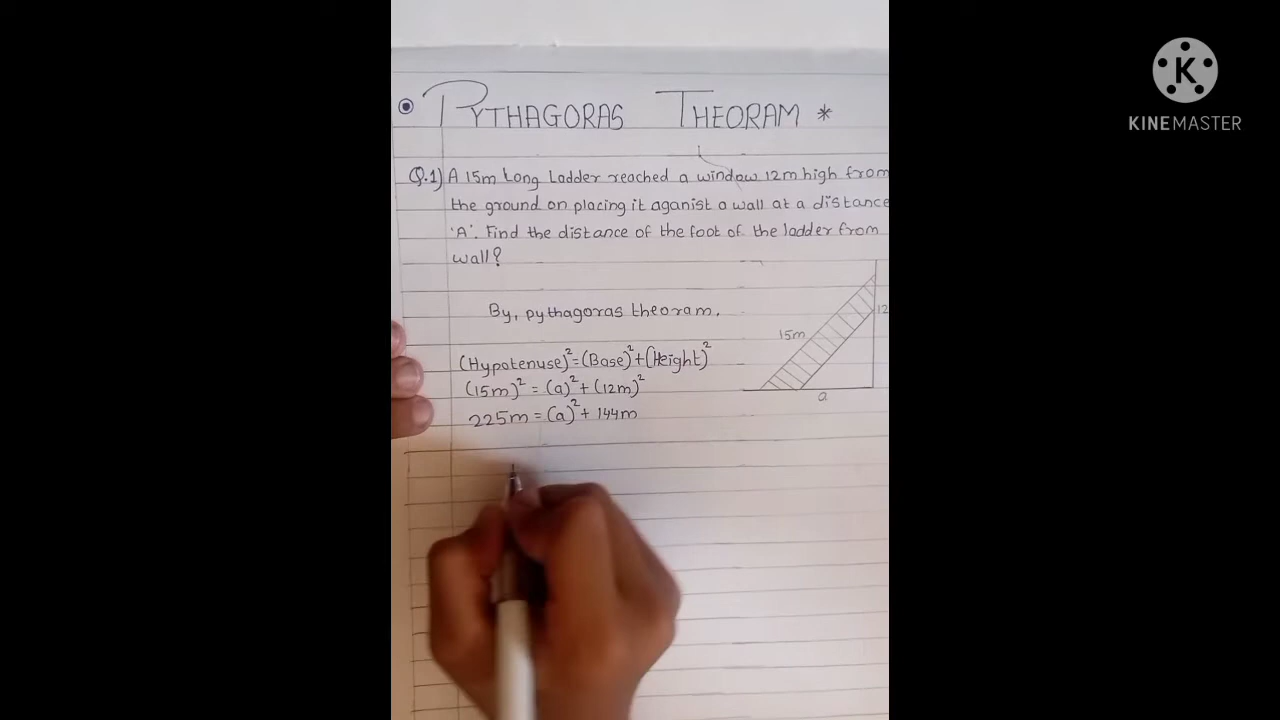 PYTHAGORAS THEORAM *
Q.1) A 15m Long Ladder reached a window 12m high from
the ground on placing it aganist a wall at a distance
'A'. Find the distance of the foot of the ladder from
wall?
By, pythagoras theoram.
(Hypotenuse)²=(Base)²+(Height)²
(15m)² = (a)² + (12m)²
225m = (a)² + 144m
15m
12
a
K
KINEMASTER